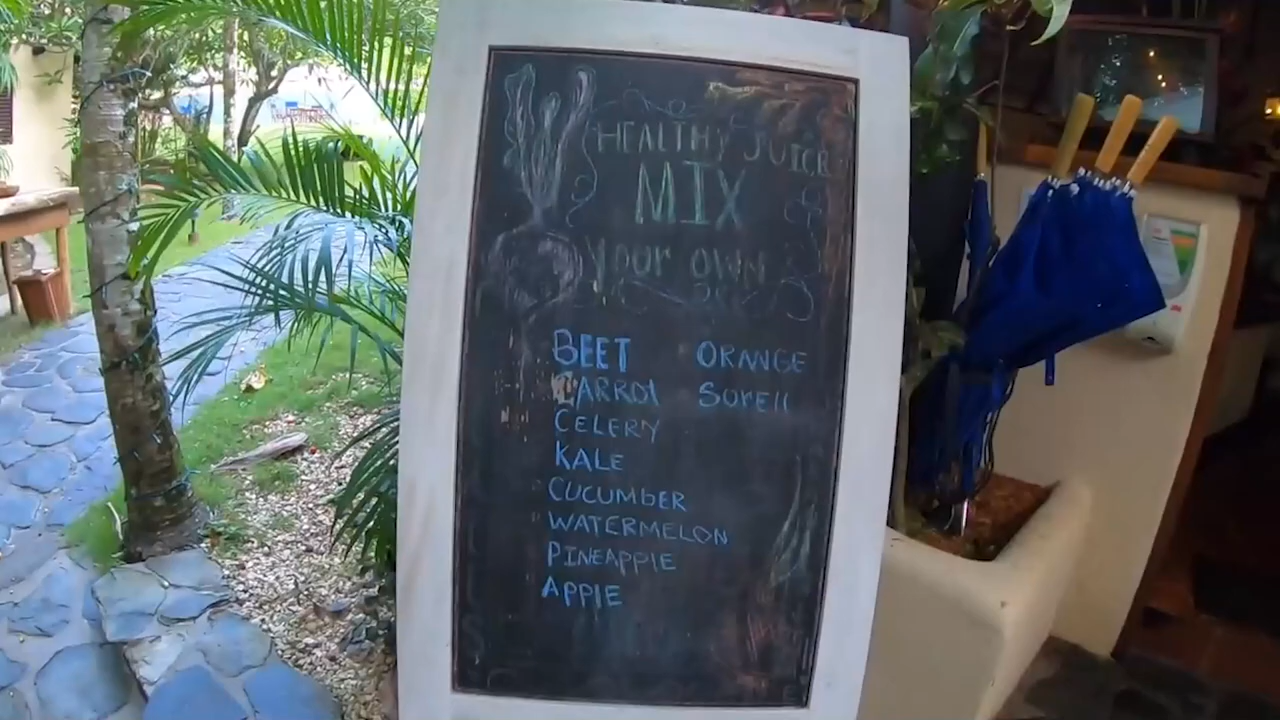 HEALTHY JUICE
MIX
YOUR OWN
BEET
CARROT
CELERY
KALE
CUCUMBER
WATERMELON
PINEAPPLE
APPLE
ORANGE
SORELL